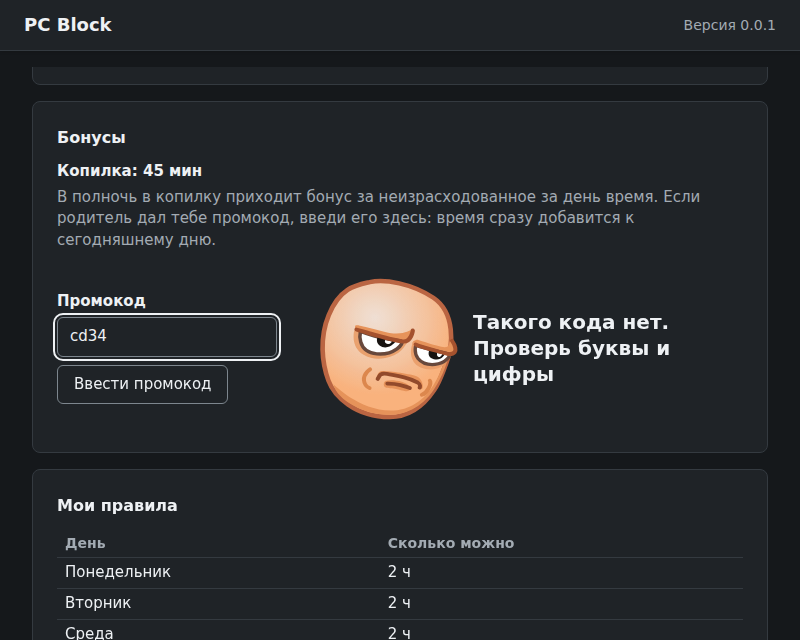 PC Block
Версия 0.0.1
Бонусы
Копилка: 45 мин
В полночь в копилку приходит бонус за неизрасходованное за день время. Если
родитель дал тебе промокод, введи его здесь: время сразу добавится к
сегодняшнему дню.
Промокод
cd34
Ввести промокод
Такого кода нет.
Проверь буквы и
цифры
Мои правила
День Сколько можно
Понедельник 2 ч
Вторник 2 ч
Среда 2 ч